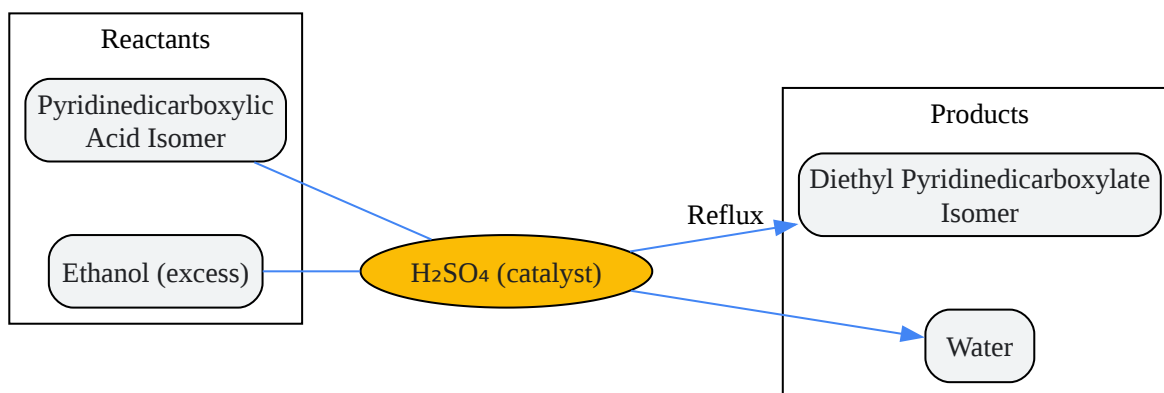 Reactants
Pyridinedicarboxylic
Acid Isomer
Ethanol (excess)
H₂SO₄ (catalyst)
Reflux
Products
Diethyl Pyridinedicarboxylate
Isomer
Water